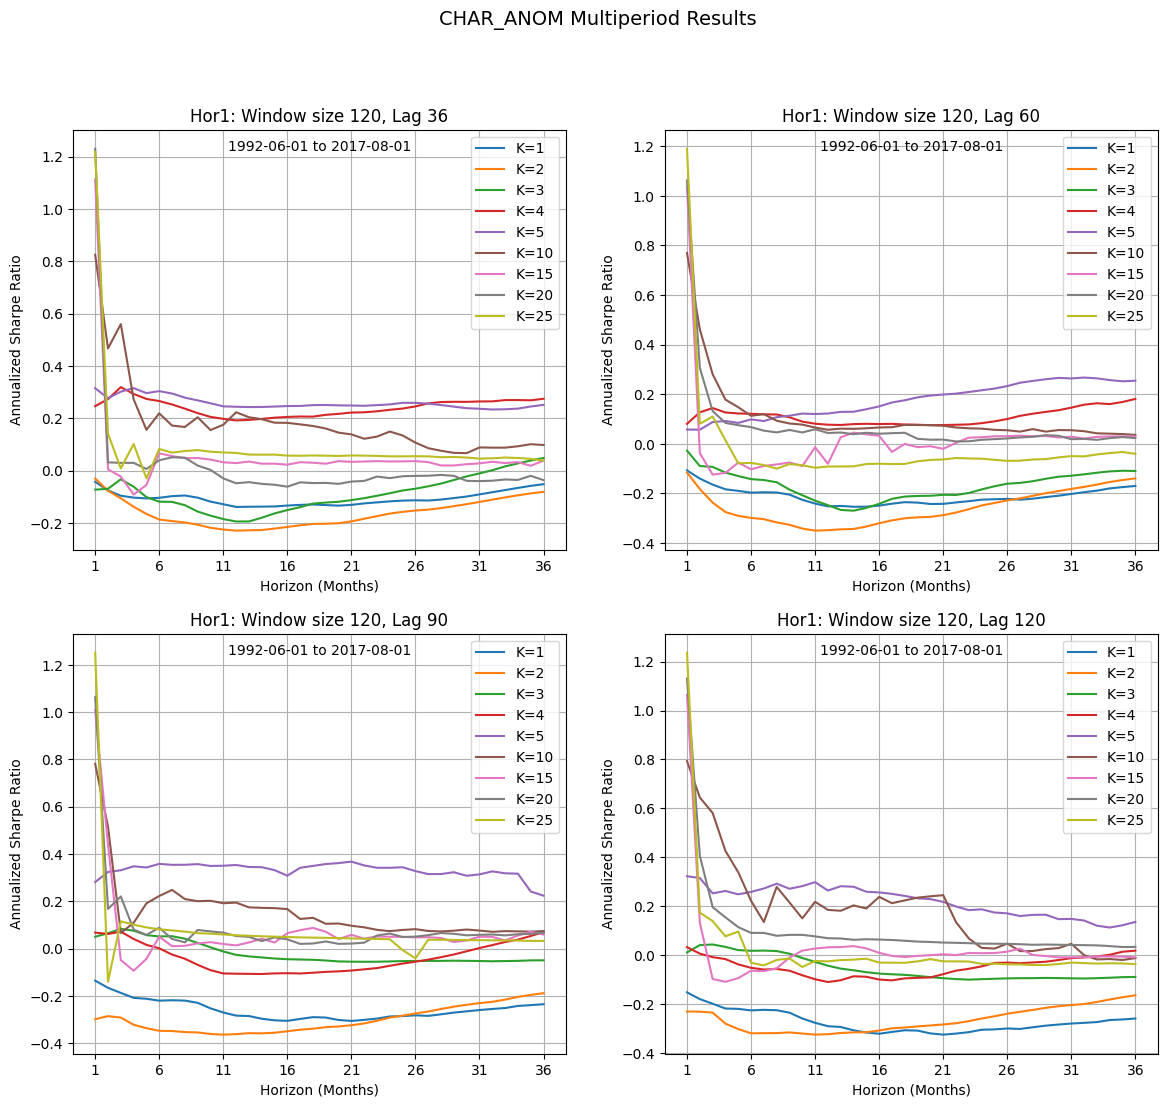 CHAR_ANOM Multiperiod Results
Hor1: Window size 120, Lag 36
1992-06-01 to 2017-08-01
Annualized Sharpe Ratio
1.2
1.0
0.8
0.6
0.4
0.2
0.0
−0.2
K=1
K=2
K=3
K=4
K=5
K=10
K=15
K=20
K=25
1 6 11 16 21 26 31 36
Horizon (Months)
Hor1: Window size 120, Lag 60
1992-06-01 to 2017-08-01
Annualized Sharpe Ratio
1.2
1.0
0.8
0.6
0.4
0.2
0.0
−0.2
−0.4
K=1
K=2
K=3
K=4
K=5
K=10
K=15
K=20
K=25
1 6 11 16 21 26 31 36
Horizon (Months)
Hor1: Window size 120, Lag 90
1992-06-01 to 2017-08-01
Annualized Sharpe Ratio
1.2
1.0
0.8
0.6
0.4
0.2
0.0
−0.2
−0.4
K=1
K=2
K=3
K=4
K=5
K=10
K=15
K=20
K=25
1 6 11 16 21 26 31 36
Horizon (Months)
Hor1: Window size 120, Lag 120
1992-06-01 to 2017-08-01
Annualized Sharpe Ratio
1.2
1.0
0.8
0.6
0.4
0.2
0.0
−0.2
−0.4
K=1
K=2
K=3
K=4
K=5
K=10
K=15
K=20
K=25
1 6 11 16 21 26 31 36
Horizon (Months)